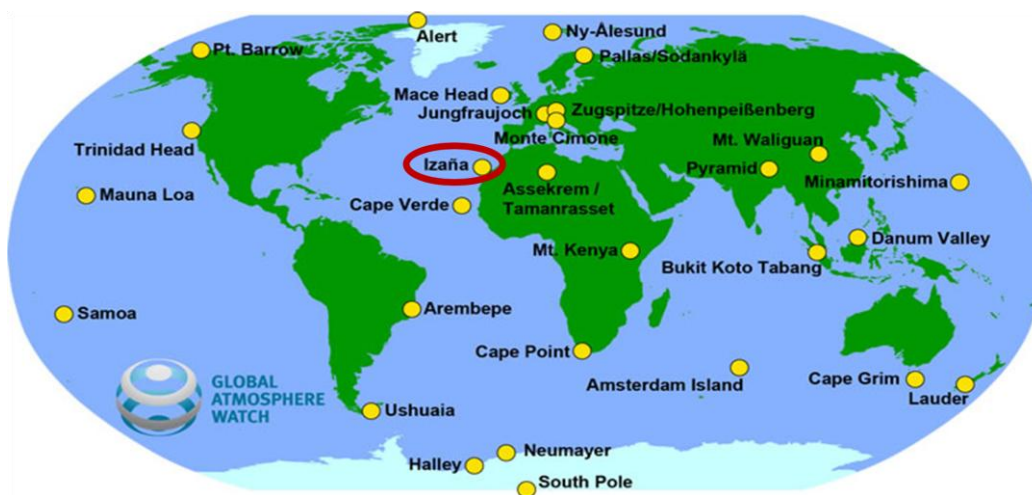 Alert
Ny-Ålesund
Pt. Barrow
Pallas/Sodankylä
Mace Head
Jungfraujoch
Zugspitze/Hohenpeißenberg
Monte Cimone
Trinidad Head
Mt. Waliguan
Izaña
Pyramid
Minamitorishima
Mauna Loa
Assekrem /
Tamanrasset
Cape Verde
Danum Valley
Mt. Kenya
Bukit Koto Tabang
Samoa
Arembepe
Cape Point
Amsterdam Island
Cape Grim
Lauder
GLOBAL
ATMOSPHERE
WATCH
Ushuaia
Neumayer
Halley
South Pole